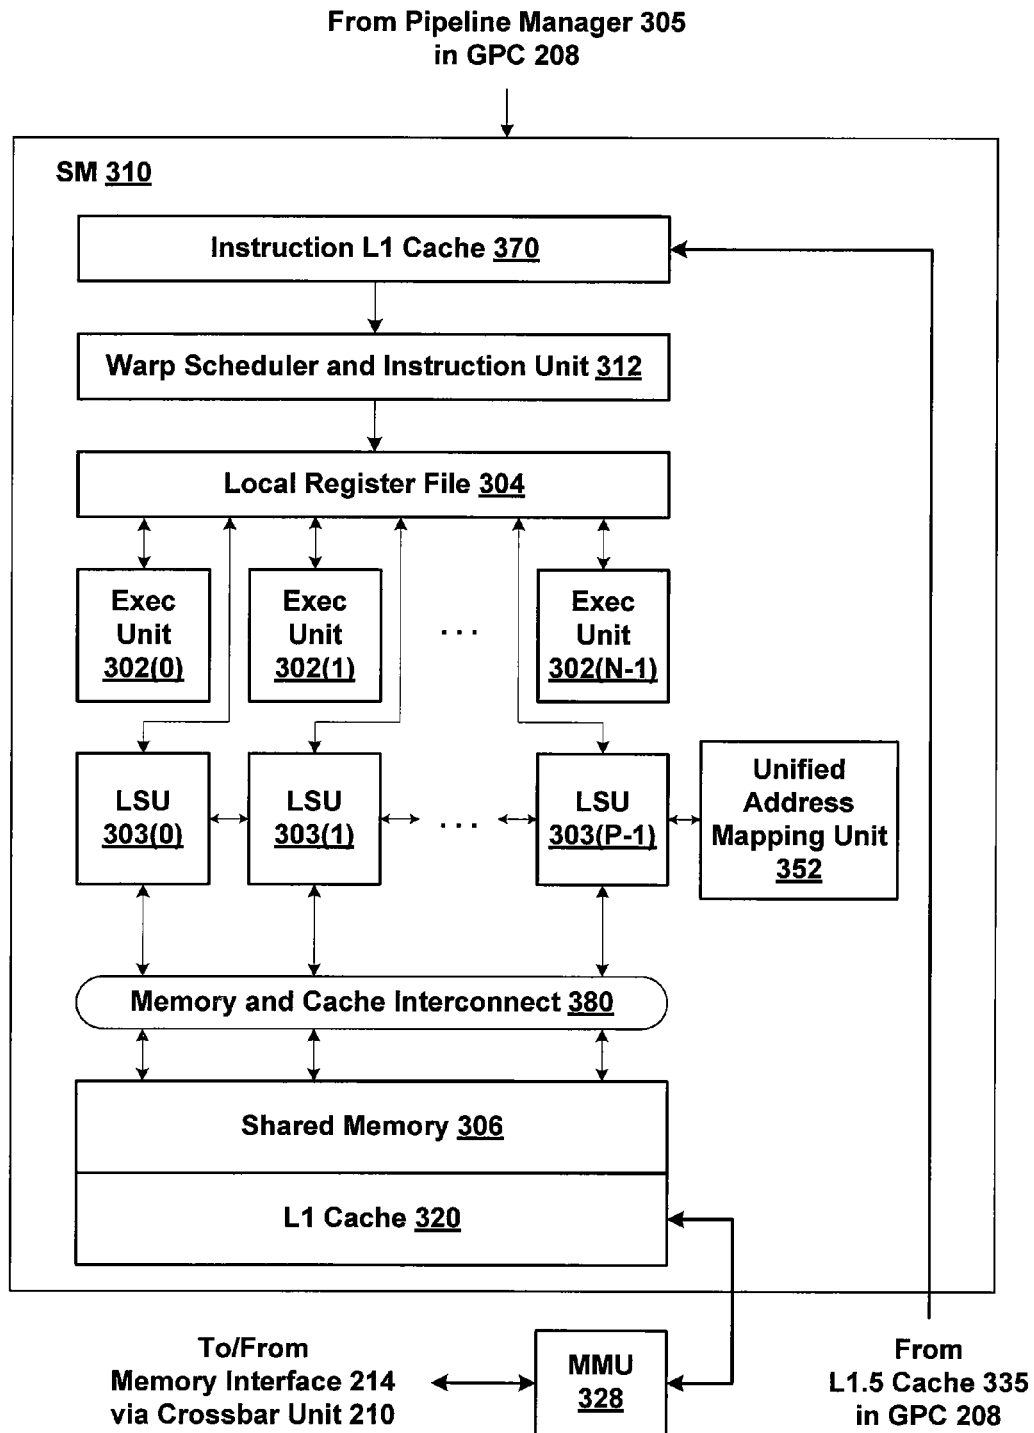 From Pipeline Manager 305
in GPC 208
SM 310
Instruction L1 Cache 370
Warp Scheduler and Instruction Unit 312
Local Register File 304
Exec
Unit
302(0)
Exec
Unit
302(1)
. . .
Exec
Unit
302(N-1)
LSU
303(0)
LSU
303(1)
. . .
LSU
303(P-1)
Unified
Address
Mapping Unit
352
Memory and Cache Interconnect 380
Shared Memory 306
L1 Cache 320
To/From
Memory Interface 214
via Crossbar Unit 210
MMU
328
From
L1.5 Cache 335
in GPC 208